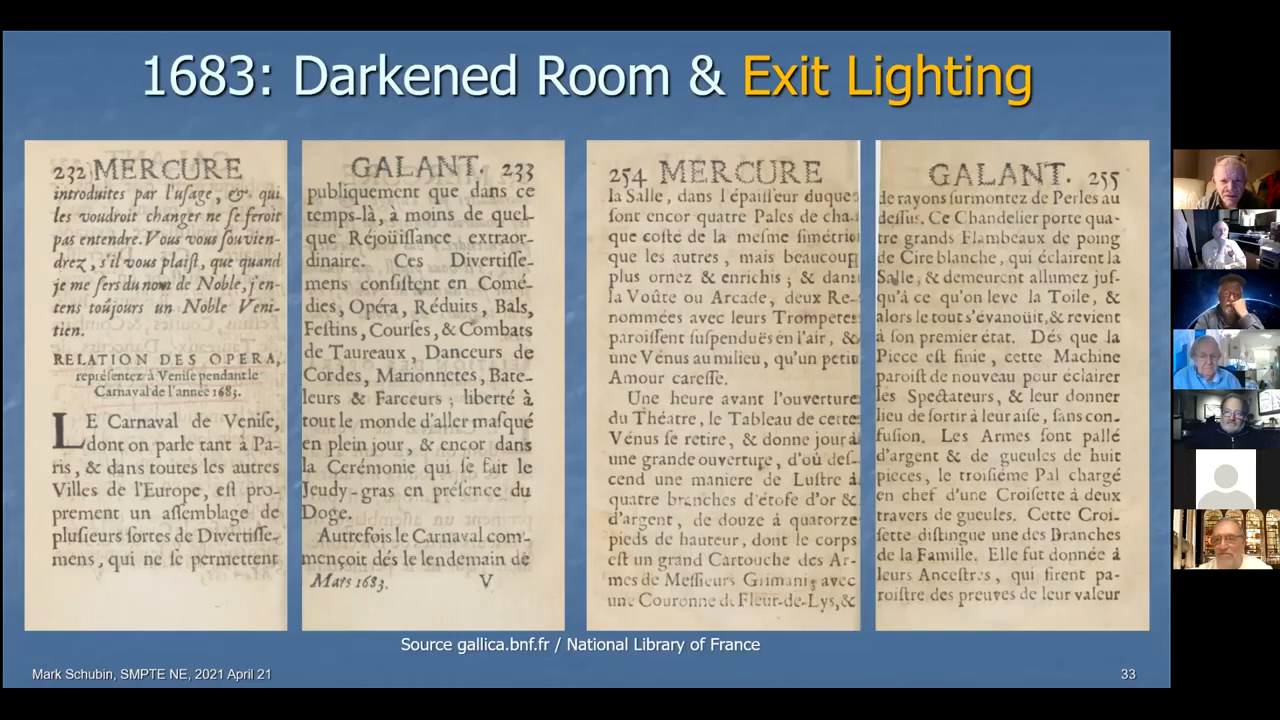 1683: Darkened Room & Exit Lighting
232 MERCURE
introduites par l'usage, & qui
les voudroit changer ne se feroit
pas entendre. Vous vous souvien-
drez, s'il vous plaist, que quand
je me sers du nom de Noble, j'en-
tens toûjours un Noble Veni-
tien.
RELATION DES OPERA,
représentez à Venise pendant le
Carnaval de l'année 1683.
LE Carnaval de Venise,
dont on parle tant à Pa-
ris, & dans toutes les autres
Villes de l'Europe, est pro-
prement un assemblage de
plusieurs sortes de Divertisse-
mens, qui ne se permettent
GALANT. 233
publiquement que dans ce
temps-là, à moins de quel-
que Réjoüissance extraor-
dinaire. Ces Divertisse-
mens consistent en Comé-
dies, Opéra, Réduits, Bals,
Festins, Courses, & Combats
de Taureaux, Danceurs de
Cordes, Marionnetes, Bate-
leurs & Farceurs ; liberté à
tout le monde d'aller masqué
en plein jour, & encor dans
la Cerémonie qui se fait le
Jeudy-gras en présence du
Doge.
Autrefois le Carnaval com-
mençoit dés le lendemain de
Mars 1683. V
254 MERCURE
la Salle, dans l'épaisseur duquel
sont encor quatre Pales de cha-
que costé de la mesme simétrie
que les autres, mais beaucoup
plus ornez & enrichis ; & dans
la Voûte ou Arcade, deux Re-
nommées avec leurs Trompetes
paroissent suspenduës en l'air, &
une Vénus au milieu, qu'un petit
Amour caresse.
Une heure avant l'ouverture
du Théatre, le Tableau de cette
Vénus se retire, & donne jour à
une grande ouverture, d'où des-
cend une maniere de Lustre à
quatre branches d'étofe d'or &
d'argent, de douze à quatorze
pieds de hauteur, dont le corps
est un grand Cartouche des Ar-
mes de Messieurs Grimani, avec
une Couronne de Fleur-de-Lys, &
GALANT. 255
de rayons surmontez de Perles au
dessus. Ce Chandelier porte qua-
tre grands Flambeaux de poing
de Cire blanche, qui éclairent la
Salle, & demeurent allumez jus-
qu'à ce qu'on leve la Toile, &
alors le tout s'évanoüit, & revient
à son premier état. Dés que la
Piece est finie, cette Machine
paroist de nouveau pour éclairer
les Spectateurs, & leur donner
lieu de sortir à leur aise, sans con-
fusion. Les Armes sont pallé
d'argent & de gueules de huit
pieces, le troisiéme Pal chargé
en chef d'une Croisette à deux
travers de gueules. Cette Croi-
sette distingue une des Branches
de la Famille. Elle fut donnée à
leurs Ancestres, qui firent pa-
roistre des preuves de leur valeur
Source gallica.bnf.fr / National Library of France
Mark Schubin, SMPTE NE, 2021 April 21
33